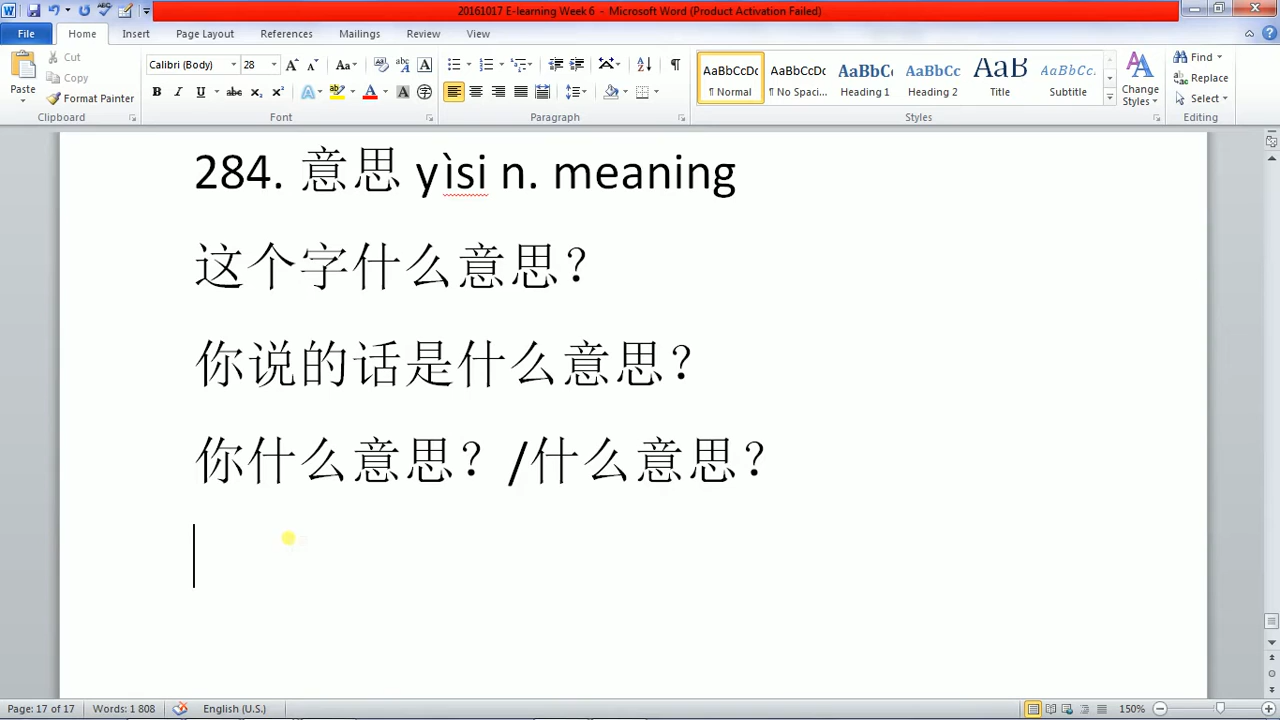 20161017 E-learning Week 6 - Microsoft Word (Product Activation Failed)
File Home Insert Page Layout References Mailings Review View
Paste
Cut
Copy
Format Painter
Clipboard
Calibri (Body) 28
Font
Paragraph
AaBbCcDc AaBbCcDc AaBbCc AaBbCc AaB AaBbCc.
¶ Normal ¶ No Spaci... Heading 1 Heading 2 Title Subtitle
Change Styles
Styles
Find
Replace
Select
Editing
284. 意思 yìsi n. meaning
这个字什么意思？
你说的话是什么意思？
你什么意思？/什么意思？
Page: 17 of 17 Words: 1 808 English (U.S.) 150%